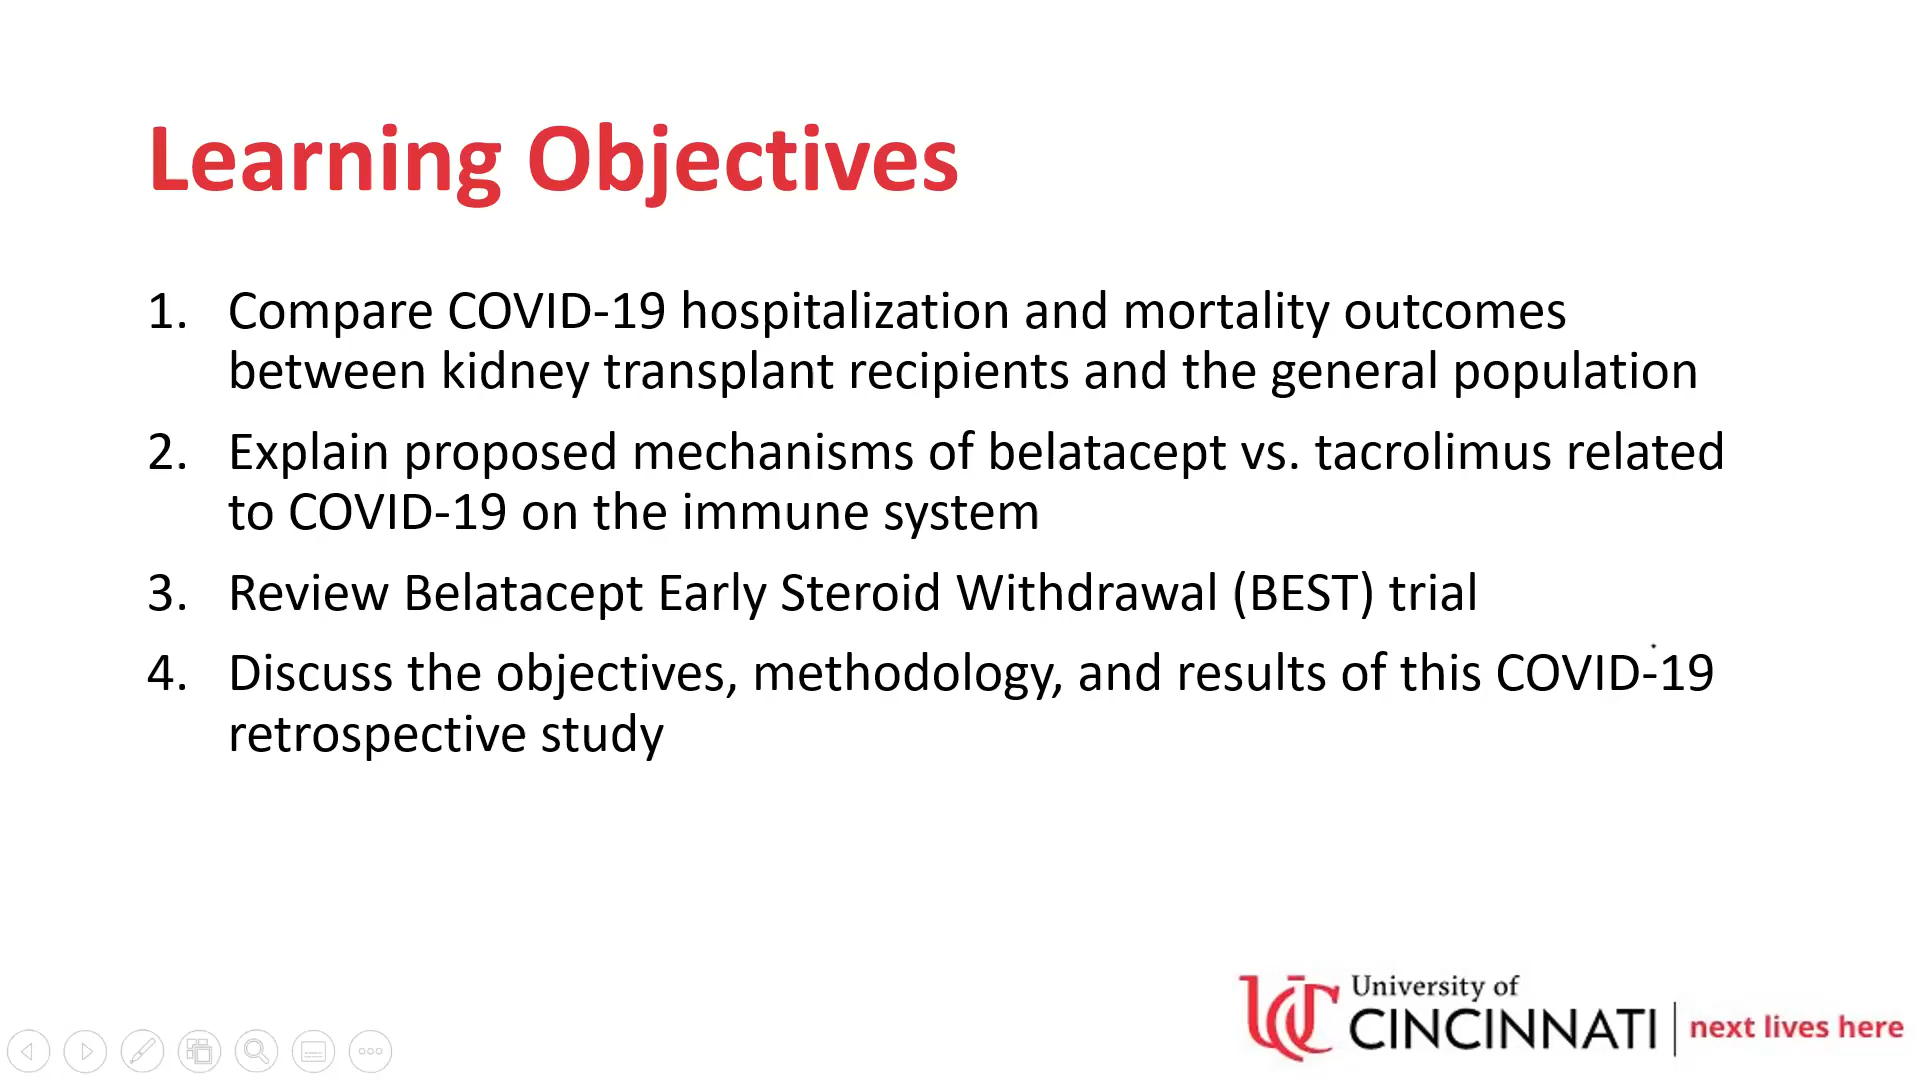 Learning Objectives
1. Compare COVID-19 hospitalization and mortality outcomes
between kidney transplant recipients and the general population
2. Explain proposed mechanisms of belatacept vs. tacrolimus related
to COVID-19 on the immune system
3. Review Belatacept Early Steroid Withdrawal (BEST) trial
4. Discuss the objectives, methodology, and results of this COVID-19
retrospective study
UC
University of
CINCINNATI
next lives here